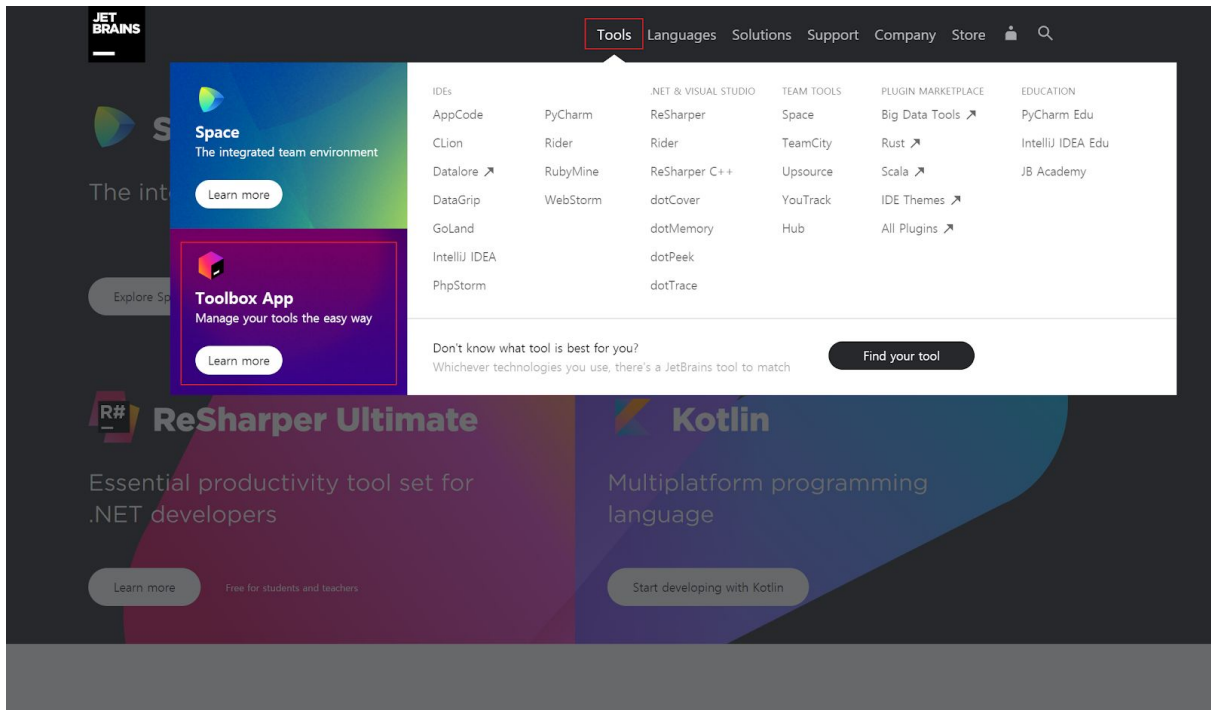 JET
BRAINS
Tools Languages Solutions Support Company Store
Space
The integrated team environment
Learn more
Toolbox App
Manage your tools the easy way
Learn more
IDEs
AppCode
CLion
Datalore
DataGrip
GoLand
IntelliJ IDEA
PhpStorm
PyCharm
Rider
RubyMine
WebStorm
.NET & VISUAL STUDIO
ReSharper
Rider
ReSharper C++
dotCover
dotMemory
dotPeek
dotTrace
TEAM TOOLS
Space
TeamCity
Upsource
YouTrack
Hub
PLUGIN MARKETPLACE
Big Data Tools
Rust
Scala
IDE Themes
All Plugins
EDUCATION
PyCharm Edu
IntelliJ IDEA Edu
JB Academy
Don't know what tool is best for you?
Whichever technologies you use, there's a JetBrains tool to match
Find your tool
S
The int
Explore Sp
R#
ReSharper Ultimate
Essential productivity tool set for
.NET developers
Learn more
Free for students and teachers
Kotlin
Multiplatform programming
language
Start developing with Kotlin